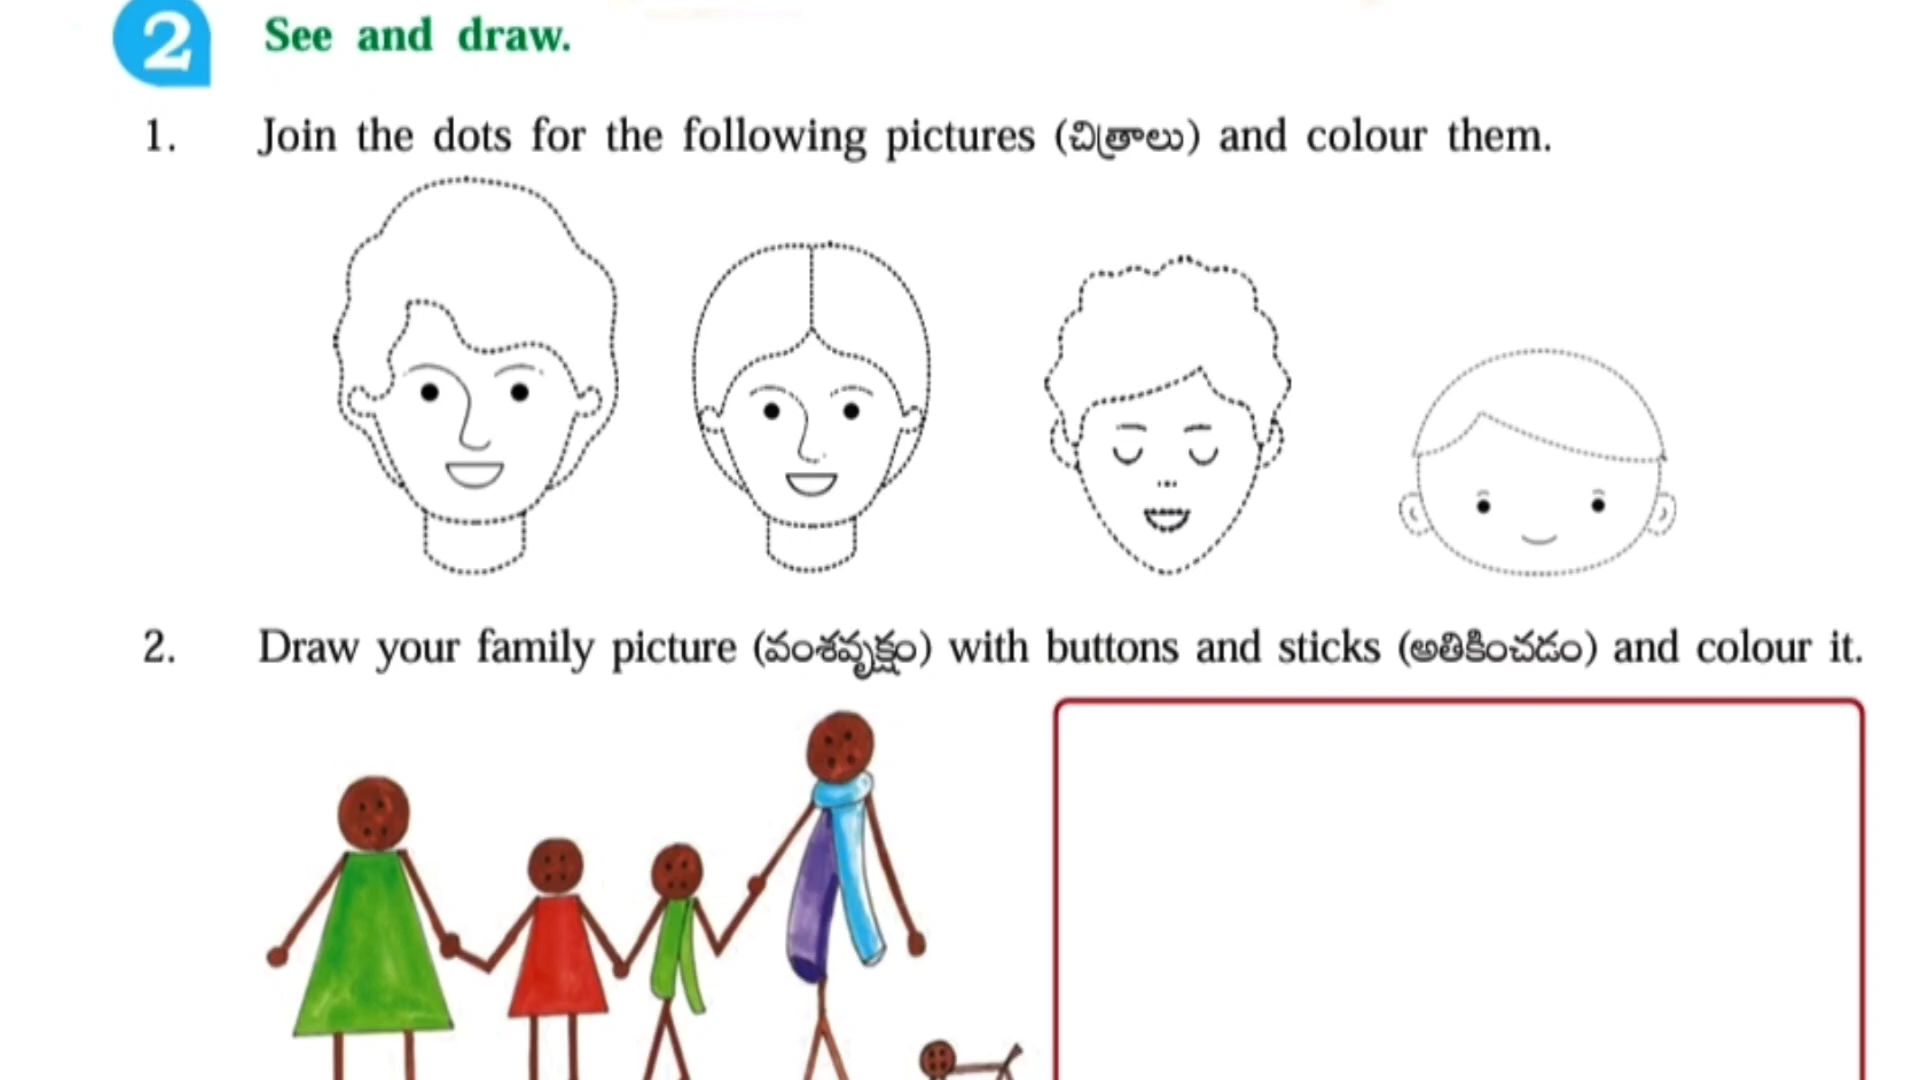 2 See and draw.
1. Join the dots for the following pictures (చిత్రాలు) and colour them.
2. Draw your family picture (వంశవృక్షం) with buttons and sticks (అతికించడం) and colour it.